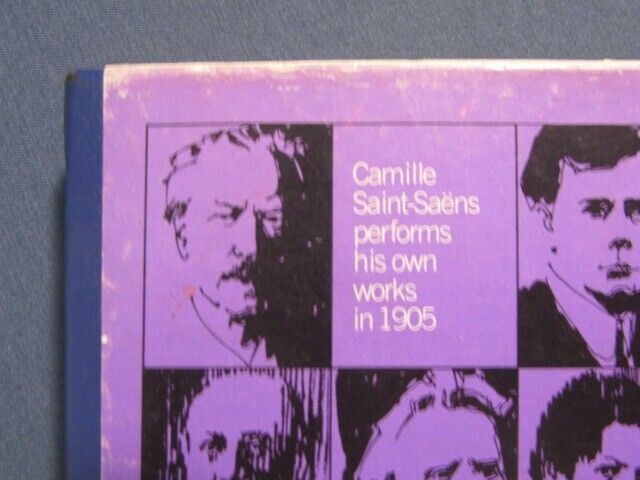 Camille
Saint-Saëns
performs
his own
works
in 1905